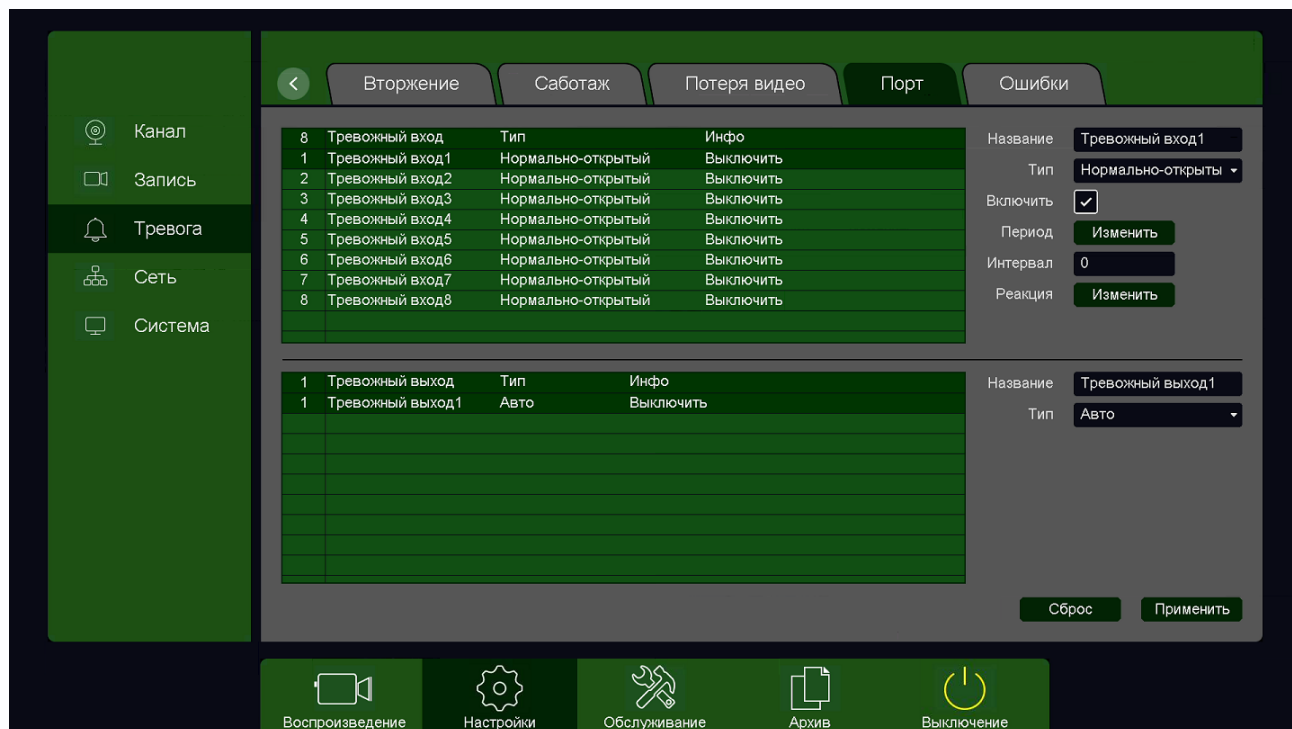 Вторжение Саботаж Потеря видео Порт Ошибки
Канал
Запись
Тревога
Сеть
Система
8 Тревожный вход Тип Инфо
1 Тревожный вход1 Нормально-открытый Выключить
2 Тревожный вход2 Нормально-открытый Выключить
3 Тревожный вход3 Нормально-открытый Выключить
4 Тревожный вход4 Нормально-открытый Выключить
5 Тревожный вход5 Нормально-открытый Выключить
6 Тревожный вход6 Нормально-открытый Выключить
7 Тревожный вход7 Нормально-открытый Выключить
8 Тревожный вход8 Нормально-открытый Выключить
Название Тревожный вход1
Тип Нормально-открыты
Включить
Период Изменить
Интервал 0
Реакция Изменить
1 Тревожный выход Тип Инфо
1 Тревожный выход1 Авто Выключить
Название Тревожный выход1
Тип Авто
Сброс Применить
Воспроизведение Настройки Обслуживание Архив Выключение